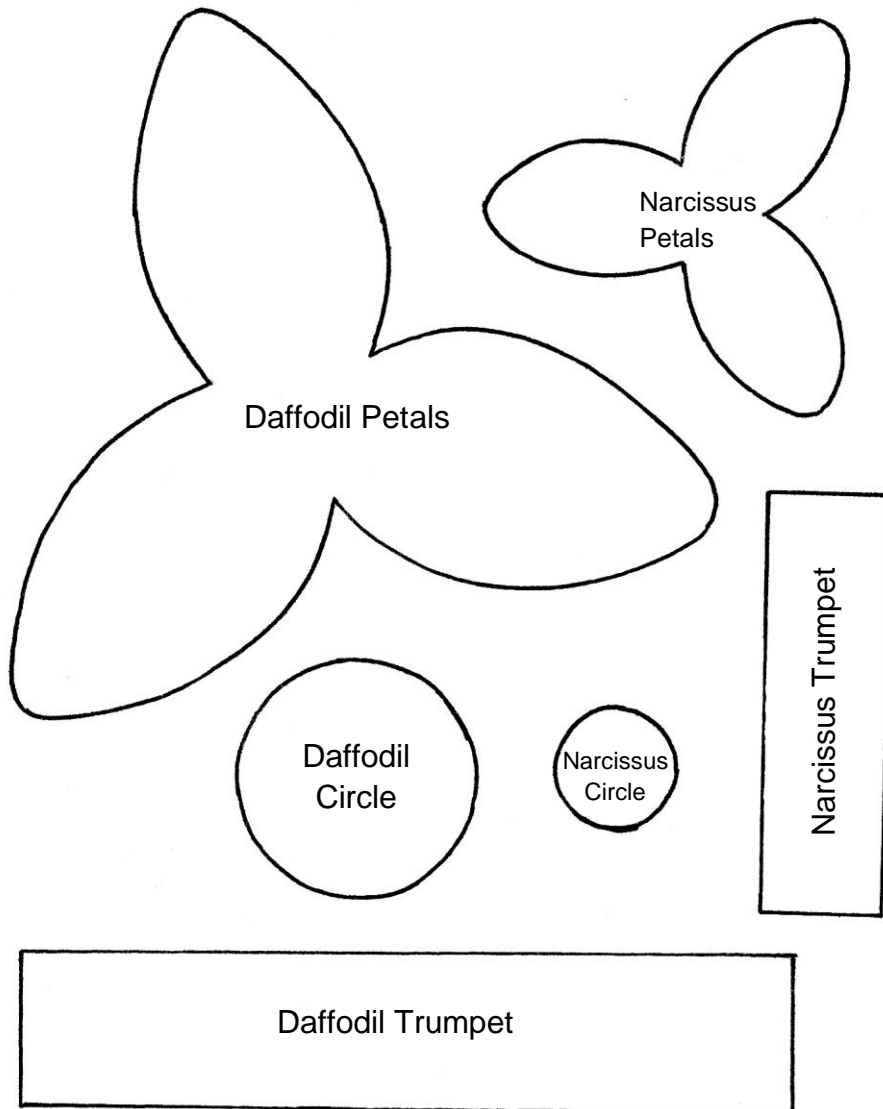 Narcissus
Petals
Daffodil Petals
Narcissus Trumpet
Daffodil
Circle
Narcissus
Circle
Daffodil Trumpet